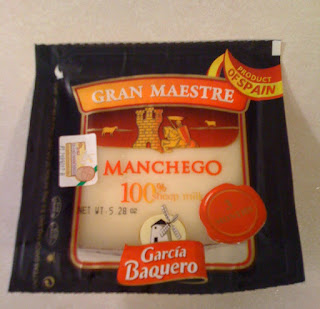 PRODUCT
OF SPAIN
GRAN MAESTRE
MANCHEGO
100%
sheep milk
NET WT-5.28 oz
García
Baquero